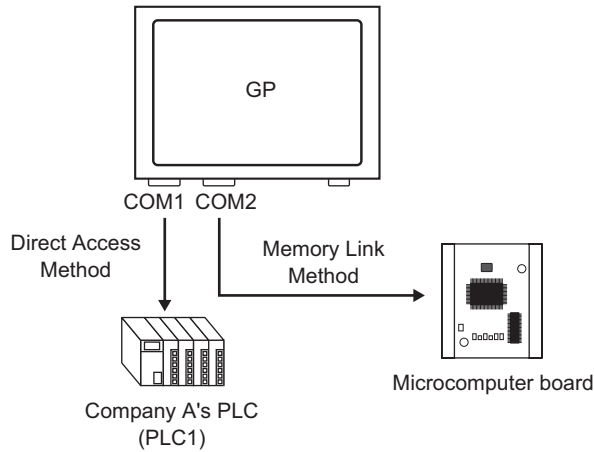 GP
COM1 COM2
Direct Access
Method
Memory Link
Method
Company A's PLC
(PLC1)
Microcomputer board